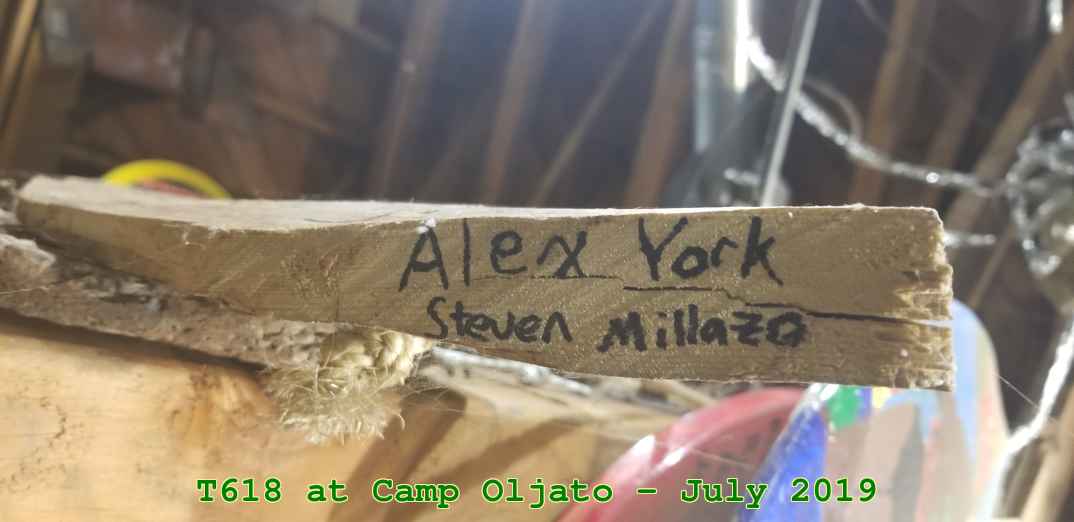 Alex York
Steven Millazo
T618 at Camp Oljato - July 2019